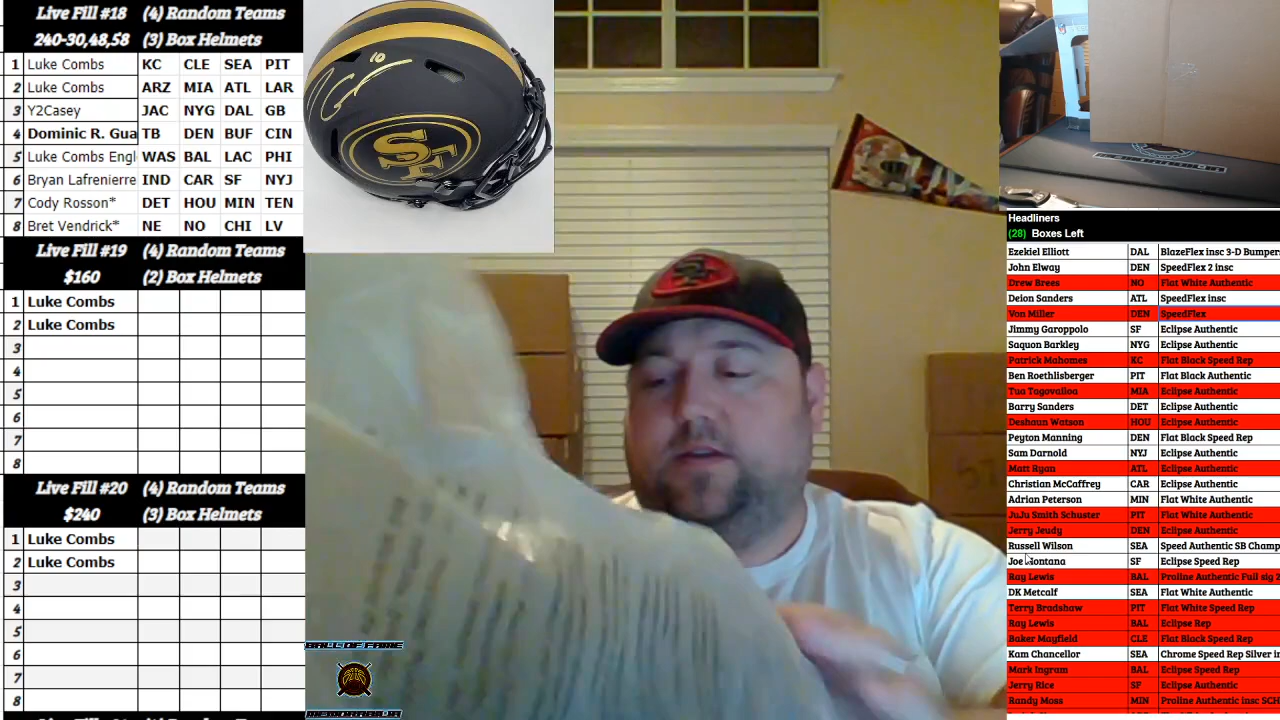 Live Fill #18 (4) Random Teams
240-30,48,58 (3) Box Helmets
1 Luke Combs KC CLE SEA PIT
2 Luke Combs ARZ MIA ATL LAR
3 Y2Casey JAC NYG DAL GB
4 Dominic R. Gua TB DEN BUF CIN
5 Luke Combs Engl WAS BAL LAC PHI
6 Bryan Lafrenierre IND CAR SF NYJ
7 Cody Rosson* DET HOU MIN TEN
8 Bret Vendrick* NE NO CHI LV
Live Fill #19 (4) Random Teams
$160 (2) Box Helmets
1 Luke Combs
2 Luke Combs
3
4
5
6
7
8
Live Fill #20 (4) Random Teams
$240 (3) Box Helmets
1 Luke Combs
2 Luke Combs
3
4
5
6
7
8
10
SF
BALL OF FAME
MEMORABILIA
Headliners
(28) Boxes Left
Ezekiel Elliott DAL BlazeFlex insc 3-D Bumper
John Elway DEN SpeedFlex 2 insc
Drew Brees NO Flat White Authentic
Deion Sanders ATL SpeedFlex insc
Von Miller DEN SpeedFlex
Jimmy Garoppolo SF Eclipse Authentic
Saquon Barkley NYG Eclipse Authentic
Patrick Mahomes KC Flat Black Speed Rep
Ben Roethlisberger PIT Flat Black Authentic
Tua Tagovailoa MIA Eclipse Authentic
Barry Sanders DET Eclipse Authentic
Deshaun Watson HOU Eclipse Authentic
Peyton Manning DEN Flat Black Speed Rep
Sam Darnold NYJ Eclipse Authentic
Matt Ryan ATL Eclipse Authentic
Christian McCaffrey CAR Eclipse Authentic
Adrian Peterson MIN Flat White Authentic
JuJu Smith Schuster PIT Flat White Authentic
Jerry Jeudy DEN Eclipse Authentic
Russell Wilson SEA Speed Authentic SB Champ
Joe Montana SF Eclipse Speed Rep
Ray Lewis BAL Proline Authentic Full sig 2
DK Metcalf SEA Flat White Authentic
Terry Bradshaw PIT Flat White Speed Rep
Ray Lewis BAL Eclipse Rep
Baker Mayfield CLE Flat Black Speed Rep
Kam Chancellor SEA Chrome Speed Rep Silver in
Mark Ingram BAL Eclipse Speed Rep
Jerry Rice SF Eclipse Authentic
Randy Moss MIN Proline Authentic insc SCH